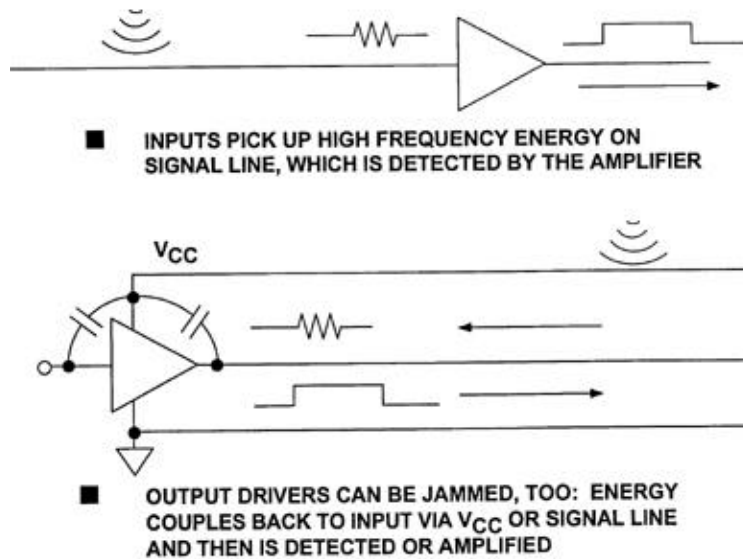 ■ INPUTS PICK UP HIGH FREQUENCY ENERGY ON
SIGNAL LINE, WHICH IS DETECTED BY THE AMPLIFIER
VCC
■ OUTPUT DRIVERS CAN BE JAMMED, TOO: ENERGY
COUPLES BACK TO INPUT VIA VCC OR SIGNAL LINE
AND THEN IS DETECTED OR AMPLIFIED